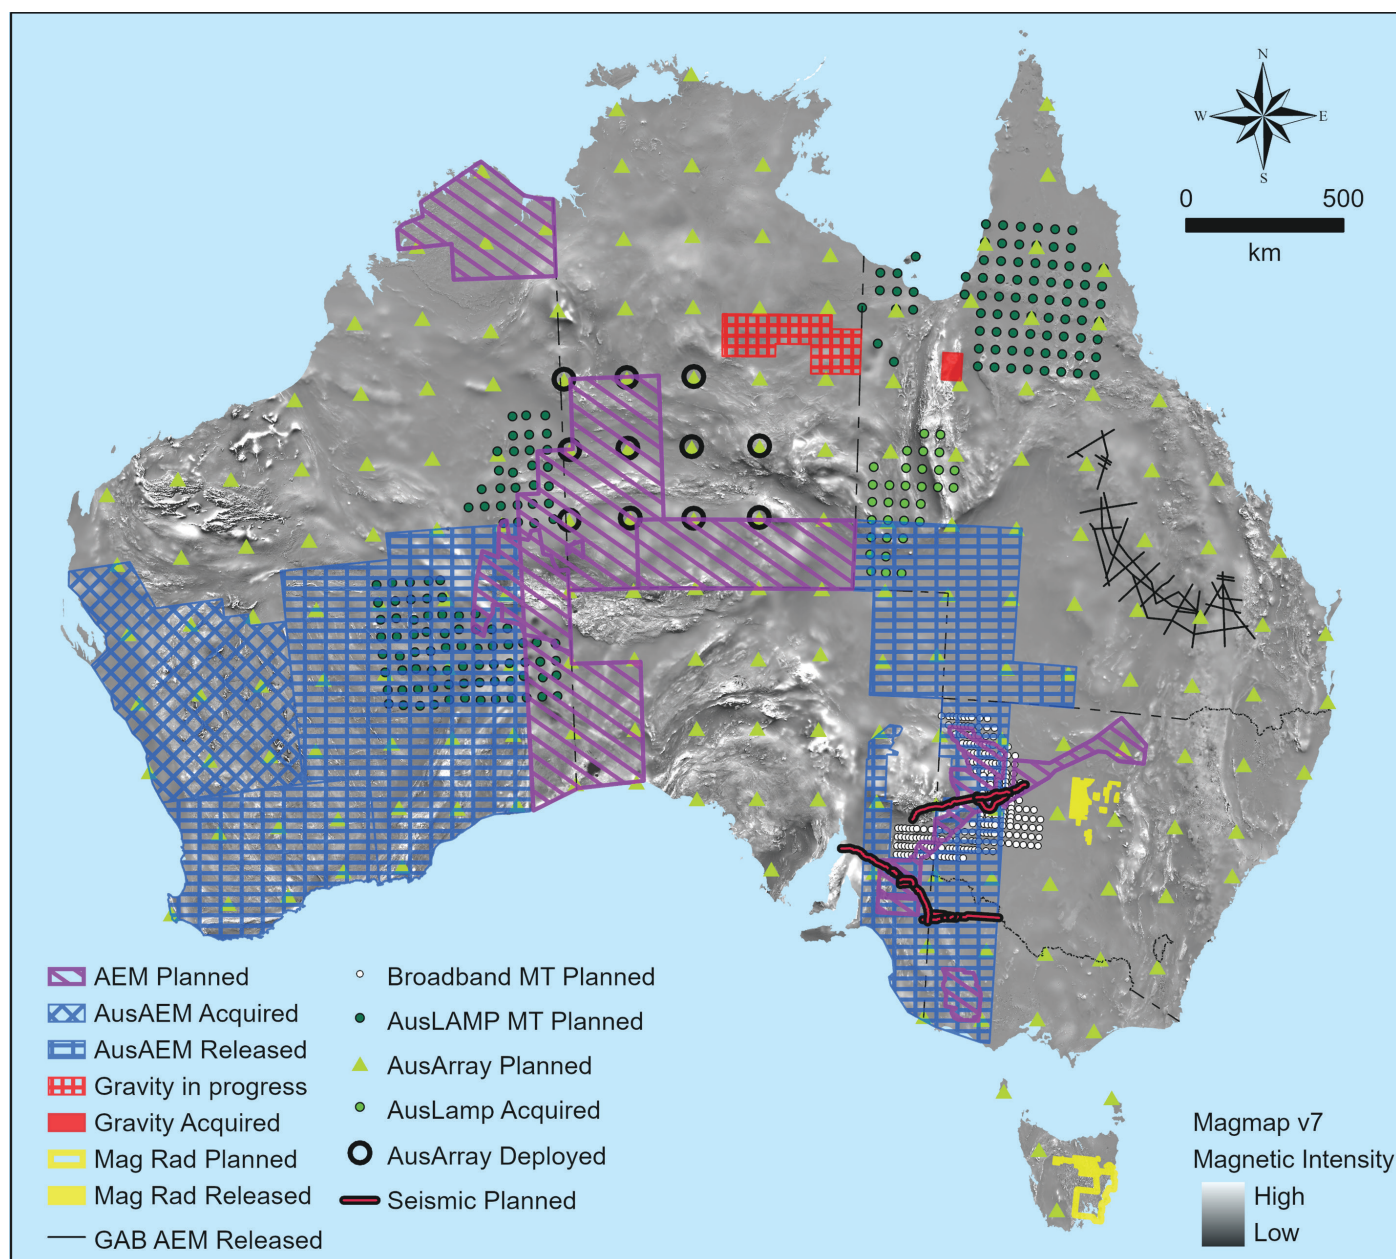 N
W
E
S
0 500
km
AEM Planned
AusAEM Acquired
AusAEM Released
Gravity in progress
Gravity Acquired
Mag Rad Planned
Mag Rad Released
GAB AEM Released
Broadband MT Planned
AusLAMP MT Planned
AusArray Planned
AusLamp Acquired
AusArray Deployed
Seismic Planned
Magmap v7
Magnetic Intensity
High
Low